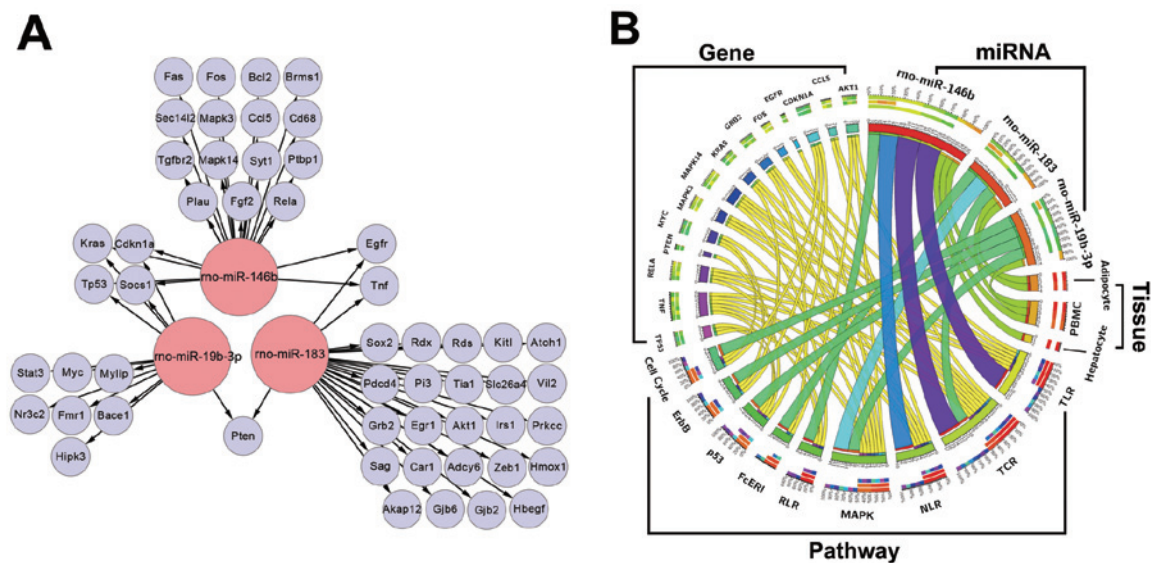 A
Fas Fos Bcl2 Brms1
Sec14l2 Mapk3 Ccl5 Cd68
Tgfbr2 Mapk14 Syt1 Ptbp1
Plau Fgf2 Rela
Kras Cdkn1a Egfr
rno-miR-146b
Tp53 Socs1 Tnf
rno-miR-19b-3p rno-miR-183
Sox2 Rdx Rds Kitl Atoh1
Stat3 Myc Mylip
Pdcd4 Pi3 Tia1 Slc26a4 Vil2
Nr3c2 Fmr1 Bace1
Grb2 Egr1 Akt1 Irs1 Prkcc
Pten
Hipk3
Sag Car1 Adcy6 Zeb1 Hmox1
Akap12 Gjb6 Gjb2 Hbegf
B
Gene
miRNA
Tissue
Pathway
rno-miR-146b
rno-miR-183
rno-miR-19b-3p
Adipocyte
PBMC
Hepatocyte
TLR
TCR
NLR
MAPK
RLR
FcERI
p53
ErbB
Cell Cycle
TP53
TNF
RELA
PTEN
MYC
MAPK3
MAPK14
KRAS
GRB2
FOS
EGFR
CDKN1A
CCL5
AKT1